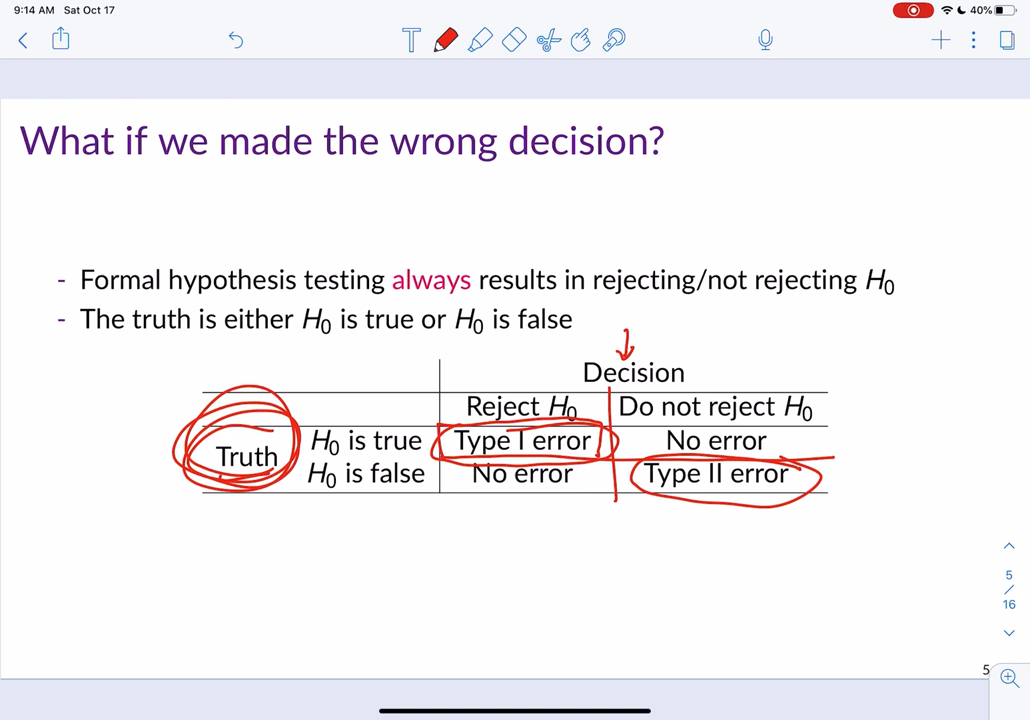 9:14 AM Sat Oct 17
40%
What if we made the wrong decision?
- Formal hypothesis testing always results in rejecting/not rejecting H0
- The truth is either H0 is true or H0 is false
Decision
Reject H0 Do not reject H0
Truth H0 is true Type I error No error
H0 is false No error Type II error
5
/
16
5